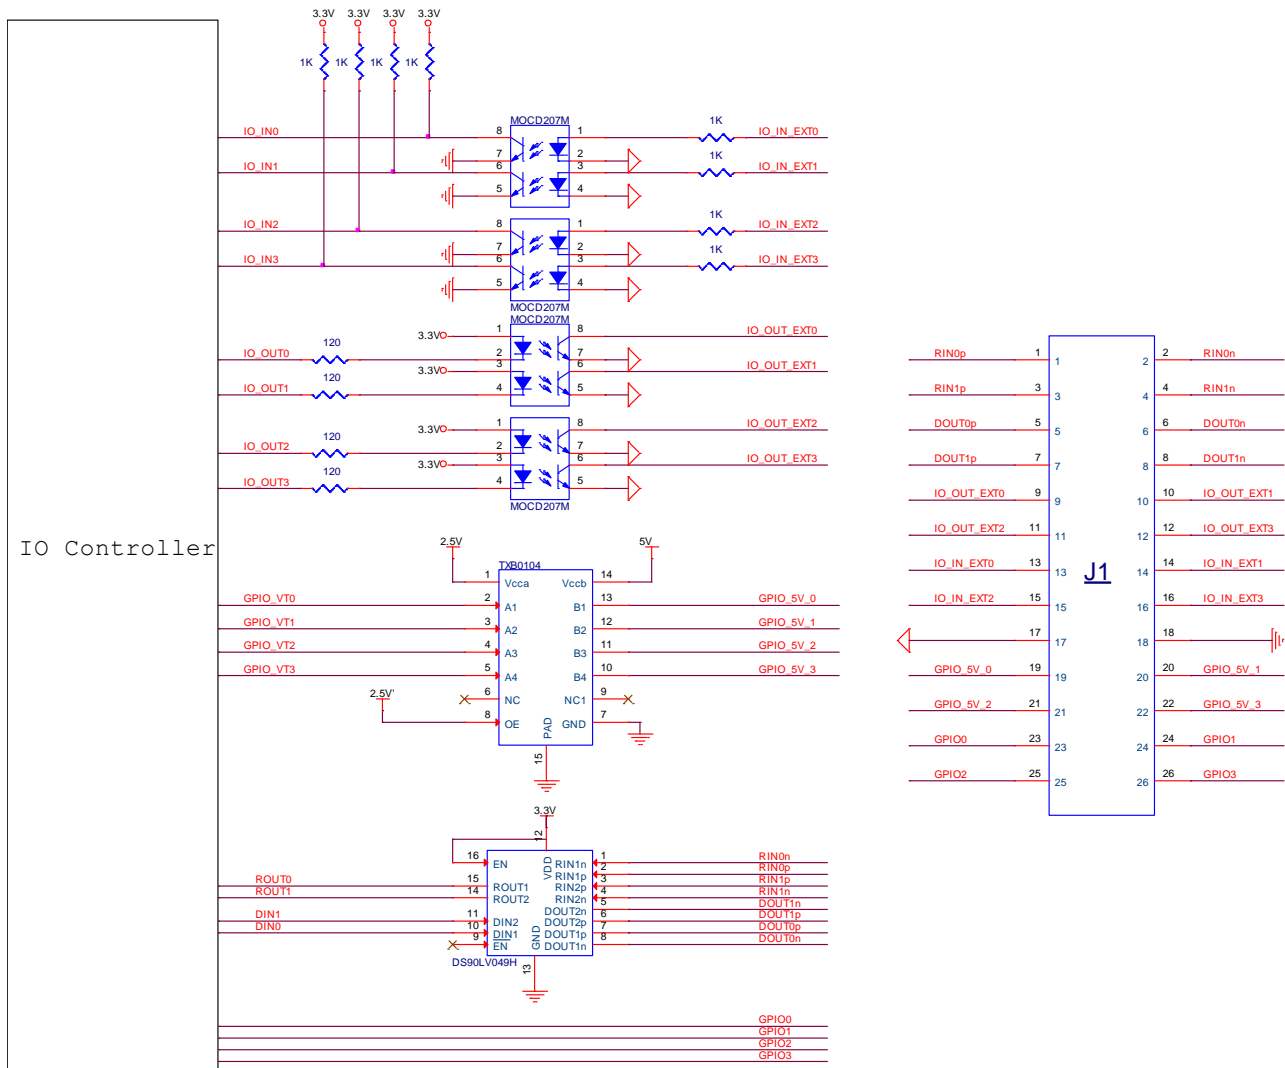 3.3V 3.3V 3.3V 3.3V
1K 1K 1K 1K
MOCD207M
IO_IN0 8 1 1K IO_IN_EXT0
7 2
IO_IN1 6 3 1K IO_IN_EXT1
5 4
IO_IN2 8 1 1K IO_IN_EXT2
7 2
IO_IN3 6 3 1K IO_IN_EXT3
5 4
MOCD207M
MOCD207M
3.3V 1 8 IO_OUT_EXT0
IO_OUT0 120 2 7
3.3V 3 6 IO_OUT_EXT1
IO_OUT1 120 4 5
3.3V 1 8 IO_OUT_EXT2
IO_OUT2 120 2 7
3.3V 3 6 IO_OUT_EXT3
IO_OUT3 120 4 5
MOCD207M
IO Controller
2.5V 5V
TXB0104
1 Vcca Vccb 14
GPIO_VT0 2 A1 B1 13 GPIO_5V_0
GPIO_VT1 3 A2 B2 12 GPIO_5V_1
GPIO_VT2 4 A3 B3 11 GPIO_5V_2
GPIO_VT3 5 A4 B4 10 GPIO_5V_3
6 NC NC1 9
2.5V' 8 OE PAD GND 7
15
3.3V
12
16 EN VDD RIN1n 1 RIN0n
RIN1p 2 RIN0p
ROUT0 15 ROUT1 RIN2p 3 RIN1p
ROUT1 14 ROUT2 RIN2n 4 RIN1n
DOUT2n 5 DOUT1n
DIN1 11 DIN2 DOUT2p 6 DOUT1p
DIN0 10 DIN1 DOUT1p 7 DOUT0p
9 EN GND DOUT1n 8 DOUT0n
DS90LV049H
13
GPIO0
GPIO1
GPIO2
GPIO3
J1
RIN0p 1 1 2 2 RIN0n
RIN1p 3 3 4 4 RIN1n
DOUT0p 5 5 6 6 DOUT0n
DOUT1p 7 7 8 8 DOUT1n
IO_OUT_EXT0 9 9 10 10 IO_OUT_EXT1
IO_OUT_EXT2 11 11 12 12 IO_OUT_EXT3
IO_IN_EXT0 13 13 14 14 IO_IN_EXT1
IO_IN_EXT2 15 15 16 16 IO_IN_EXT3
17 17 18 18
GPIO_5V_0 19 19 20 20 GPIO_5V_1
GPIO_5V_2 21 21 22 22 GPIO_5V_3
GPIO0 23 23 24 24 GPIO1
GPIO2 25 25 26 26 GPIO3